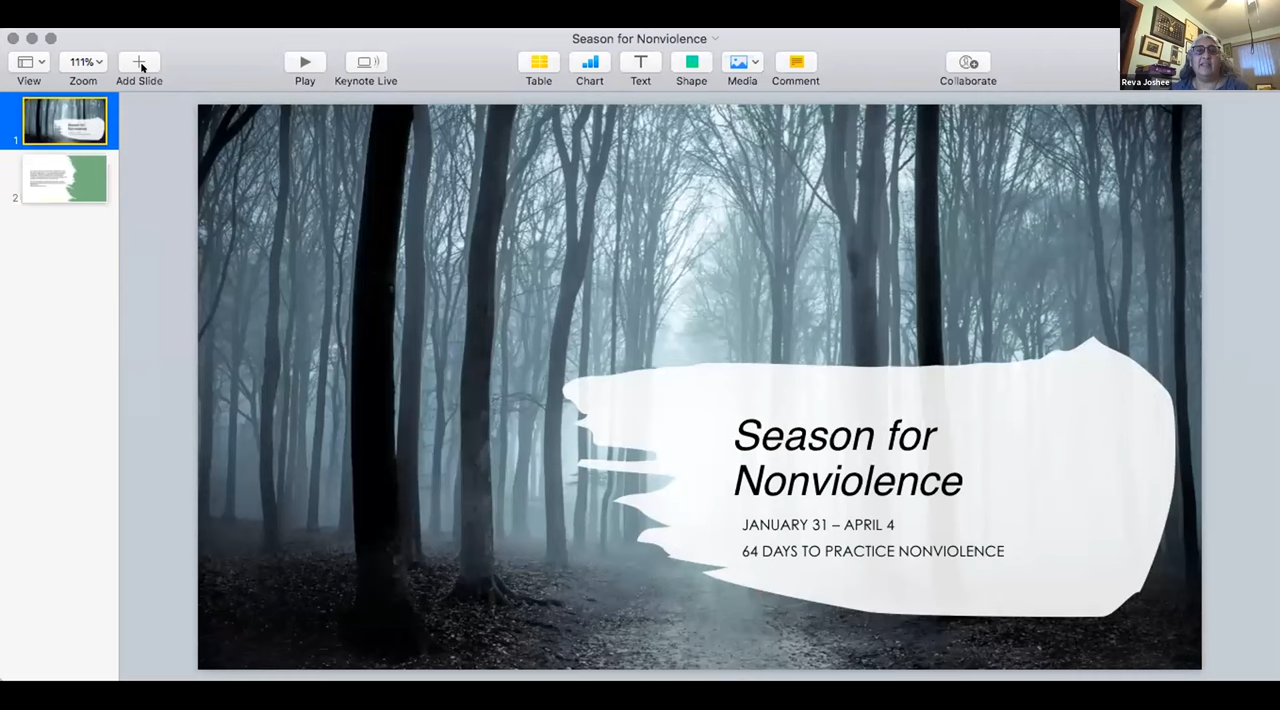 Season for Nonviolence
111%
View
Zoom
Add Slide
Play
Keynote Live
Table
Chart
Text
Shape
Media
Comment
Collaborate
Reva Joshee
1
2
Season for
Nonviolence
JANUARY 31 – APRIL 4
64 DAYS TO PRACTICE NONVIOLENCE